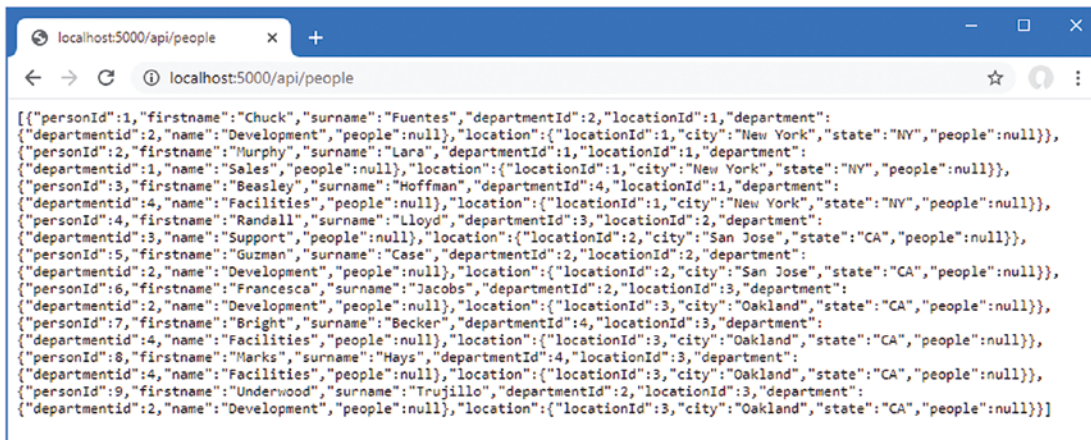 localhost:5000/api/people
localhost:5000/api/people
[{"personId":1,"firstname":"Chuck","surname":"Fuentes","departmentId":2,"locationId":1,"department":
{"departmentid":2,"name":"Development","people":null},"location":{"locationId":1,"city":"New York","state":"NY","people":null}},
{"personId":2,"firstname":"Murphy","surname":"Lara","departmentId":1,"locationId":1,"department":
{"departmentid":1,"name":"Sales","people":null},"location":{"locationId":1,"city":"New York","state":"NY","people":null}},
{"personId":3,"firstname":"Beasley","surname":"Hoffman","departmentId":4,"locationId":1,"department":
{"departmentid":4,"name":"Facilities","people":null},"location":{"locationId":1,"city":"New York","state":"NY","people":null}},
{"personId":4,"firstname":"Randall","surname":"Lloyd","departmentId":3,"locationId":2,"department":
{"departmentid":3,"name":"Support","people":null},"location":{"locationId":2,"city":"San Jose","state":"CA","people":null}},
{"personId":5,"firstname":"Guzman","surname":"Case","departmentId":2,"locationId":2,"department":
{"departmentid":2,"name":"Development","people":null},"location":{"locationId":2,"city":"San Jose","state":"CA","people":null}},
{"personId":6,"firstname":"Francesca","surname":"Jacobs","departmentId":2,"locationId":3,"department":
{"departmentid":2,"name":"Development","people":null},"location":{"locationId":3,"city":"Oakland","state":"CA","people":null}},
{"personId":7,"firstname":"Bright","surname":"Becker","departmentId":4,"locationId":3,"department":
{"departmentid":4,"name":"Facilities","people":null},"location":{"locationId":3,"city":"Oakland","state":"CA","people":null}},
{"personId":8,"firstname":"Marks","surname":"Hays","departmentId":4,"locationId":3,"department":
{"departmentid":4,"name":"Facilities","people":null},"location":{"locationId":3,"city":"Oakland","state":"CA","people":null}},
{"personId":9,"firstname":"Underwood","surname":"Trujillo","departmentId":2,"locationId":3,"department":
{"departmentid":2,"name":"Development","people":null},"location":{"locationId":3,"city":"Oakland","state":"CA","people":null}}]